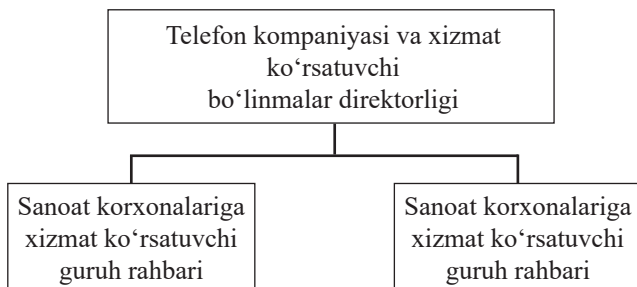 Telefon kompaniyasi va xizmat
ko‘rsatuvchi
bo‘linmalar direktorligi
Sanoat korxonalariga
xizmat ko‘rsatuvchi
guruh rahbari
Sanoat korxonalariga
xizmat ko‘rsatuvchi
guruh rahbari